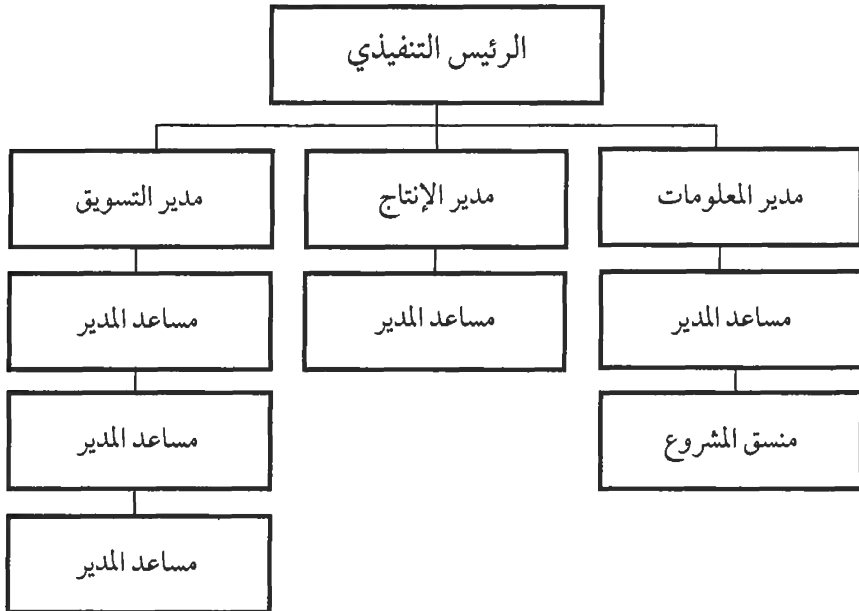 الرئيس التنفيذي
مدير المعلومات
مدير الإنتاج
مدير التسويق
مساعد المدير
مساعد المدير
مساعد المدير
منسق المشروع
مساعد المدير
مساعد المدير